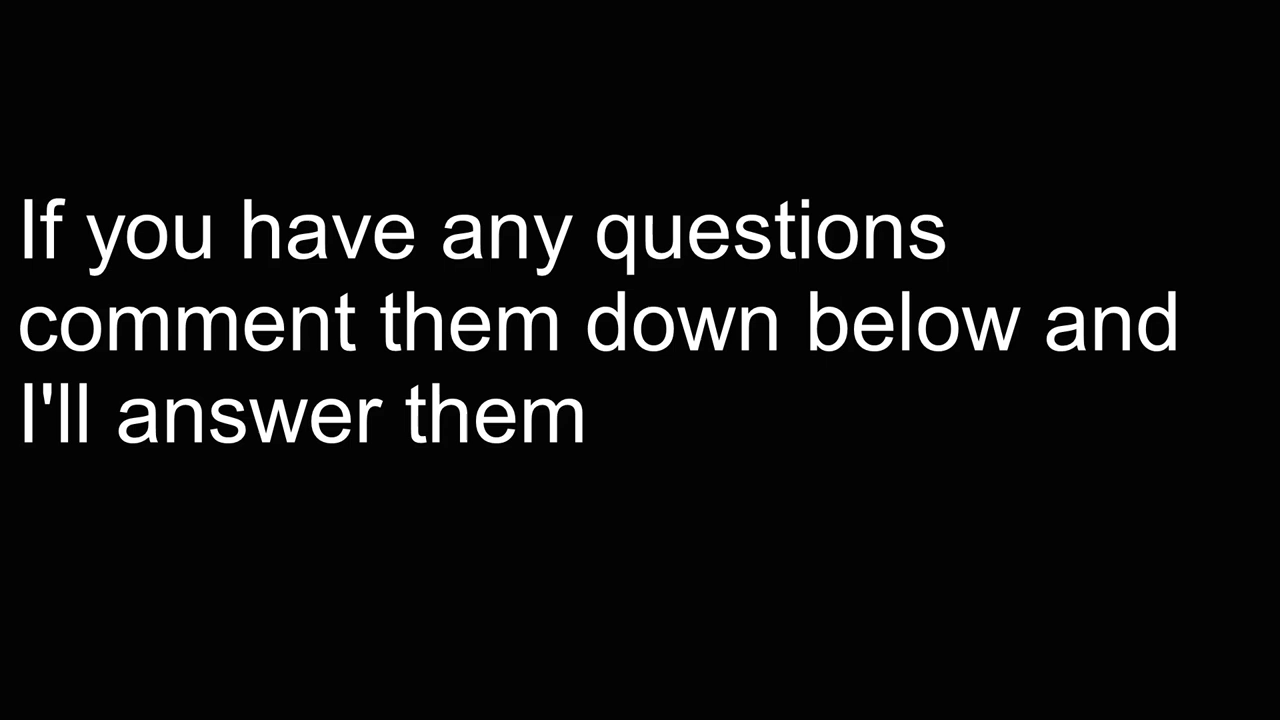 If you have any questions
comment them down below and
I'll answer them